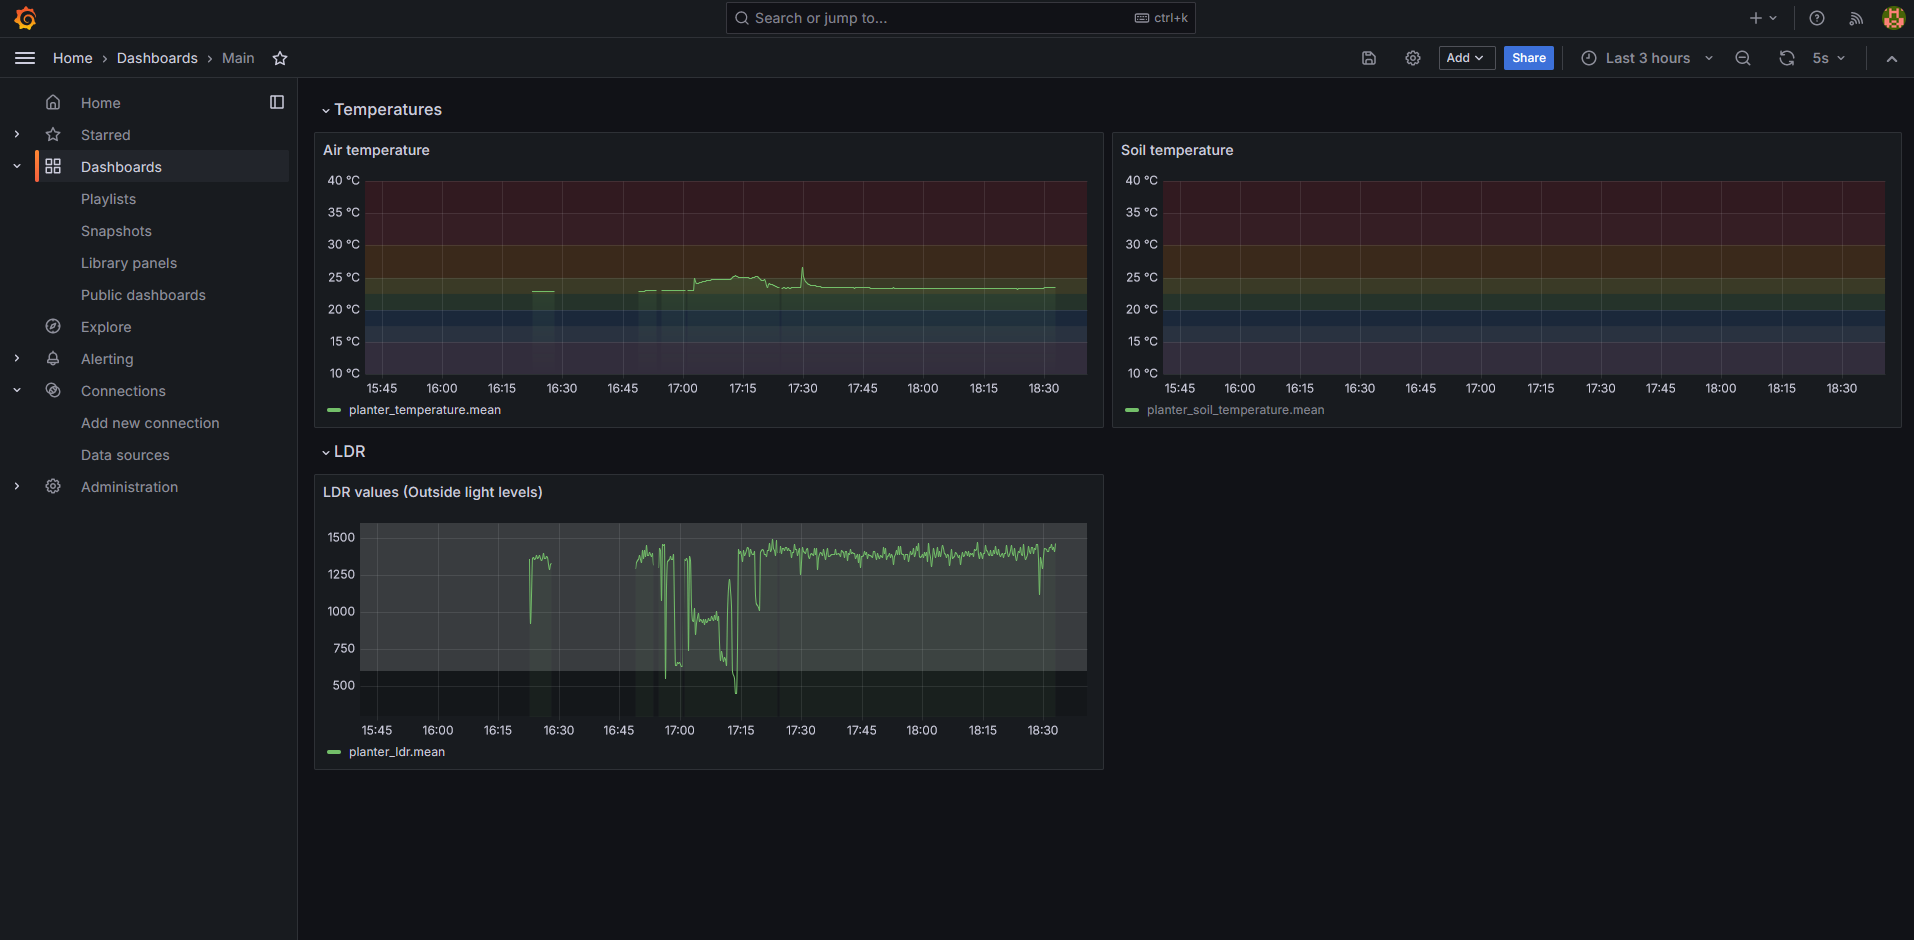 Search or jump to...
ctrl+k
Home › Dashboards › Main
Add
Share
Last 3 hours
5s
Home
Starred
Dashboards
Playlists
Snapshots
Library panels
Public dashboards
Explore
Alerting
Connections
Add new connection
Data sources
Administration
Temperatures
Air temperature
40 °C
35 °C
30 °C
25 °C
20 °C
15 °C
10 °C
15:45 16:00 16:15 16:30 16:45 17:00 17:15 17:30 17:45 18:00 18:15 18:30
planter_temperature.mean
Soil temperature
40 °C
35 °C
30 °C
25 °C
20 °C
15 °C
10 °C
15:45 16:00 16:15 16:30 16:45 17:00 17:15 17:30 17:45 18:00 18:15 18:30
planter_soil_temperature.mean
LDR
LDR values (Outside light levels)
1500
1250
1000
750
500
15:45 16:00 16:15 16:30 16:45 17:00 17:15 17:30 17:45 18:00 18:15 18:30
planter_ldr.mean